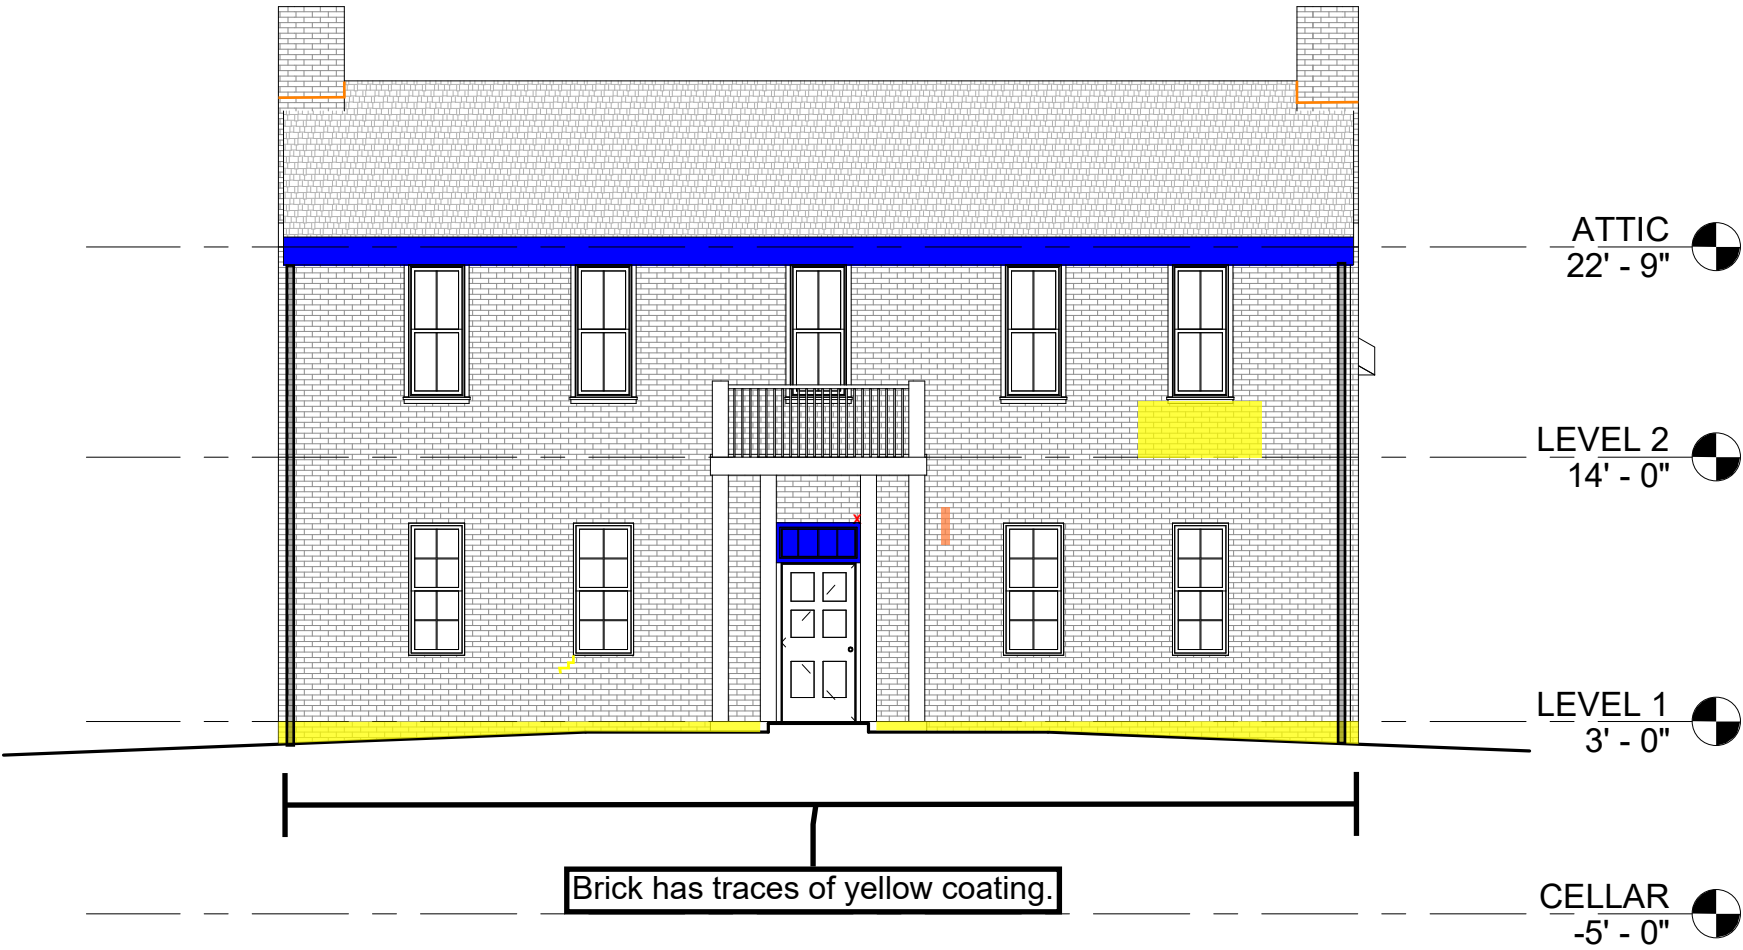 ATTIC
22' - 9"
LEVEL 2
14' - 0"
x
LEVEL 1
3' - 0"
Brick has traces of yellow coating.
CELLAR
-5' - 0"